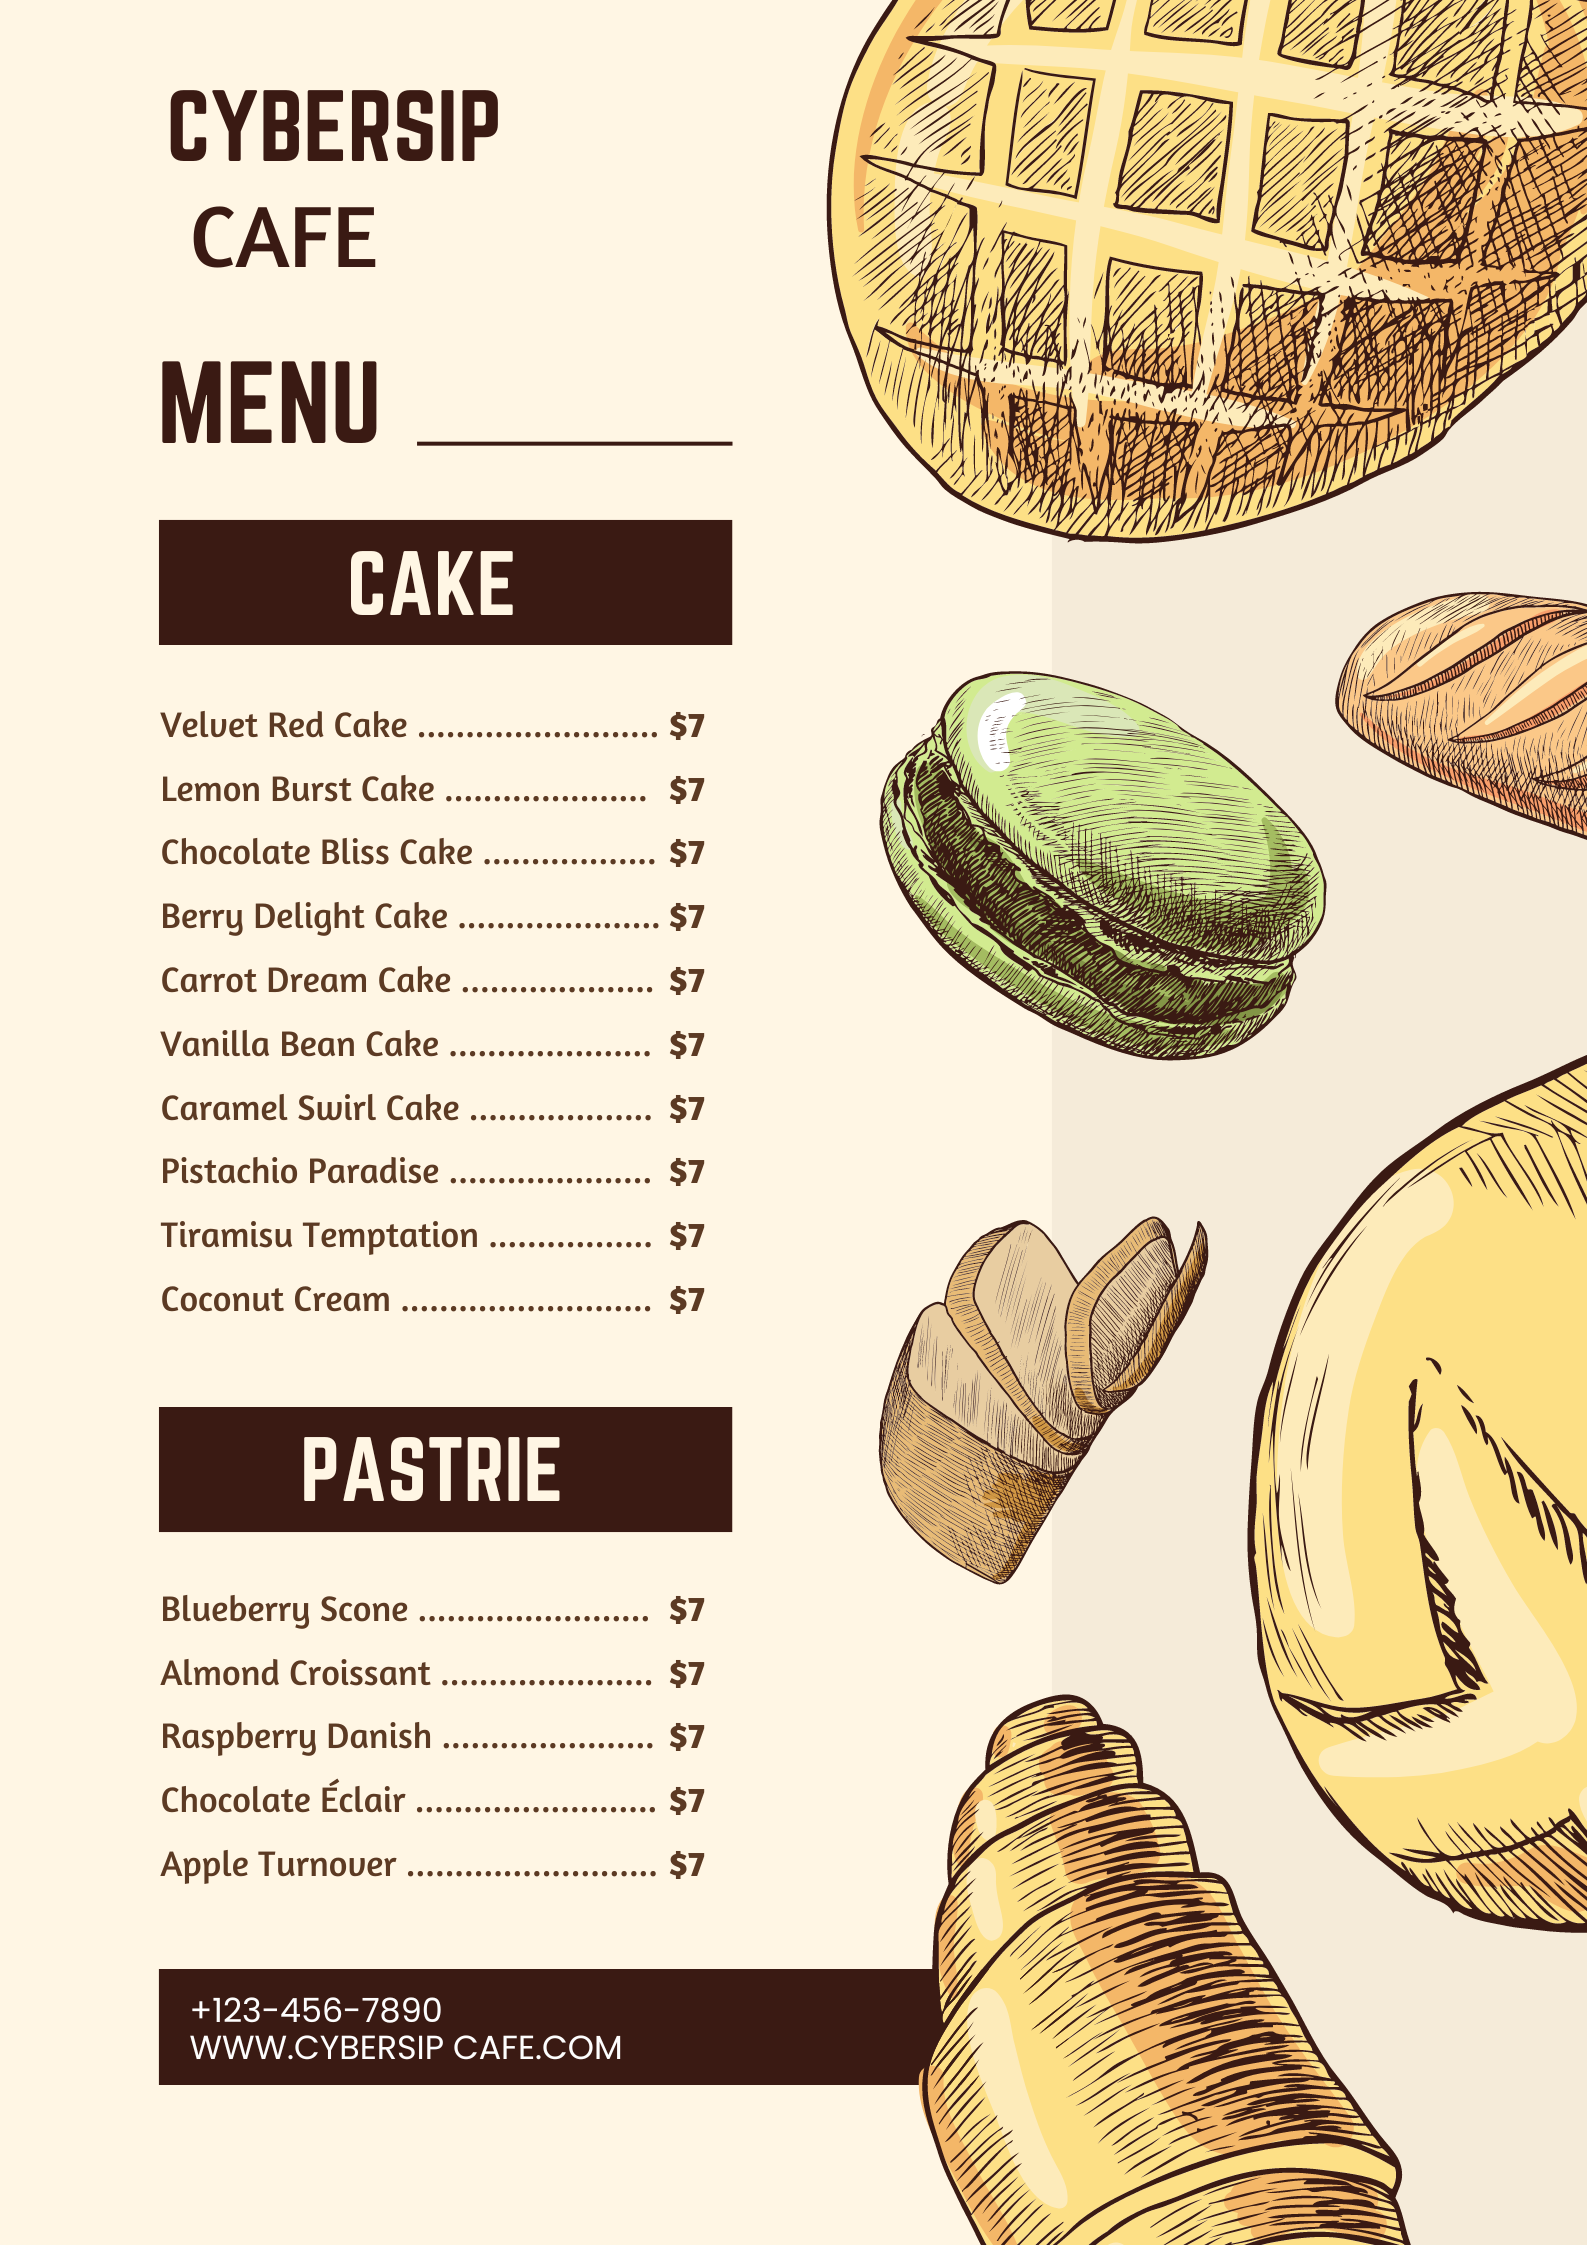 CYBERSIP
CAFE
MENU
CAKE
Velvet Red Cake ......................... $7
Lemon Burst Cake ..................... $7
Chocolate Bliss Cake .................. $7
Berry Delight Cake ..................... $7
Carrot Dream Cake .................... $7
Vanilla Bean Cake ..................... $7
Caramel Swirl Cake ................... $7
Pistachio Paradise ..................... $7
Tiramisu Temptation ................. $7
Coconut Cream .......................... $7
PASTRIE
Blueberry Scone ........................ $7
Almond Croissant ...................... $7
Raspberry Danish ...................... $7
Chocolate Éclair ......................... $7
Apple Turnover .......................... $7
+123-456-7890
WWW.CYBERSIP CAFE.COM